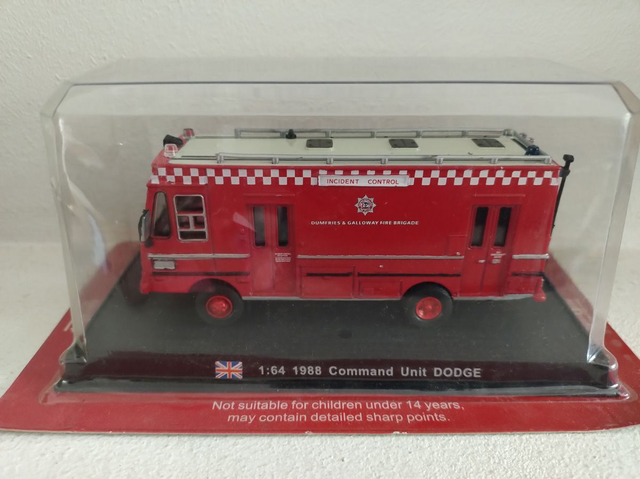 INCIDENT CONTROL
DUMFRIES & GALLOWAY FIRE BRIGADE
1:64 1988 Command Unit DODGE
Not suitable for children under 14 years,
may contain detailed sharp points.